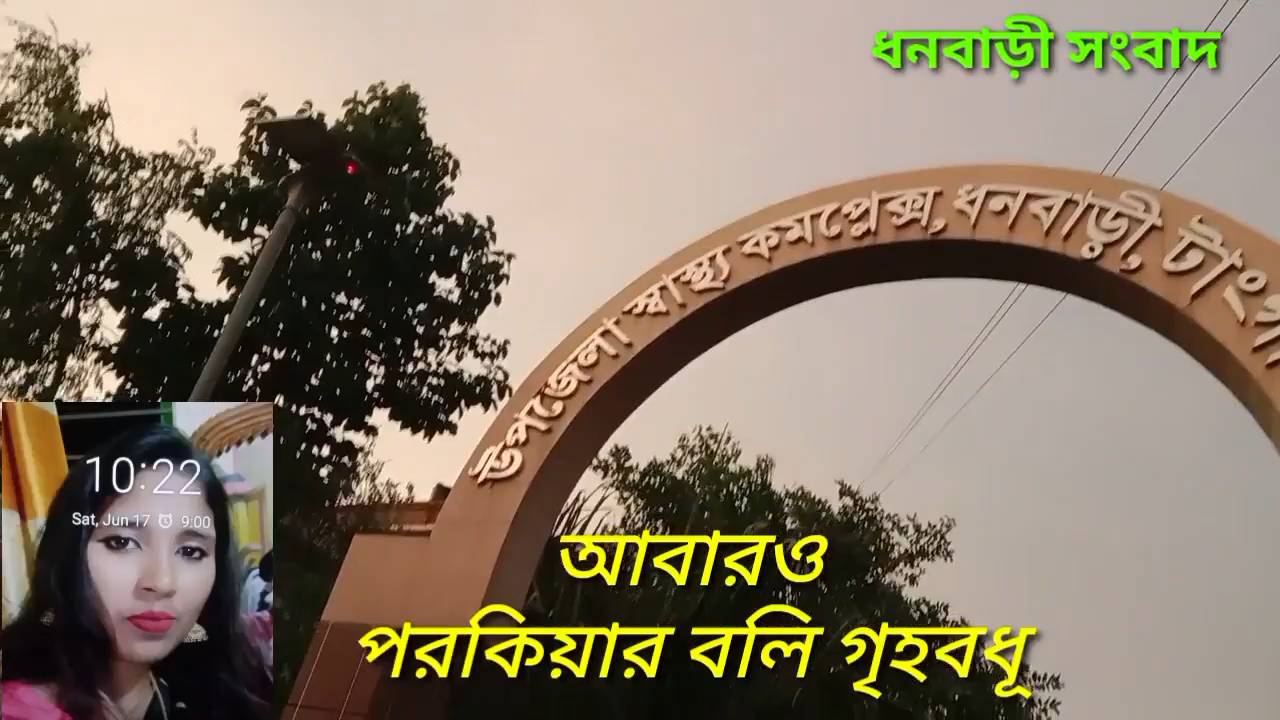 ধনবাড়ী সংবাদ
উপজেলা স্বাস্থ্য কমপ্লেক্স, ধনবাড়ী,
10:22
Sat, Jun 17 9:00
আবারও
পরকিয়ার বলি গৃহবধূ